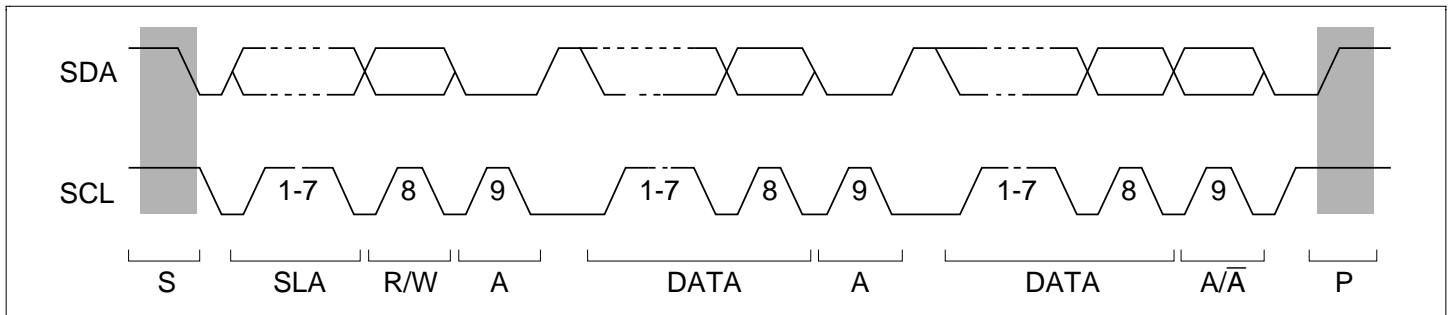 SDA
SCL
1-7 8 9 1-7 8 9 1-7 8 9
S SLA R/W A DATA A DATA A/A̅ P